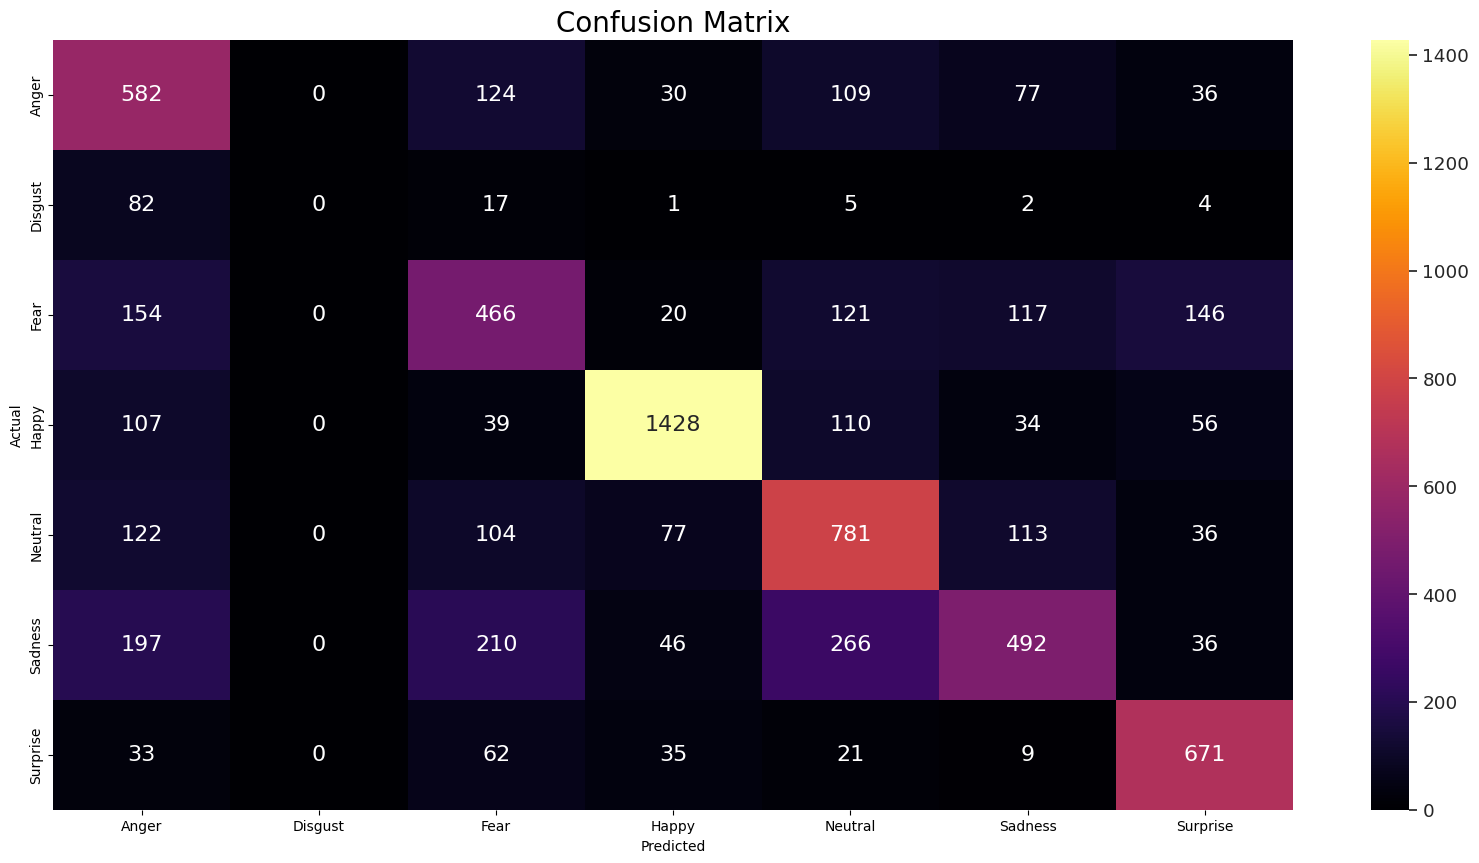 Confusion Matrix
Anger 582 0 124 30 109 77 36
Disgust 82 0 17 1 5 2 4
Fear 154 0 466 20 121 117 146
Happy 107 0 39 1428 110 34 56
Neutral 122 0 104 77 781 113 36
Sadness 197 0 210 46 266 492 36
Surprise 33 0 62 35 21 9 671
Actual
Anger Disgust Fear Happy Neutral Sadness Surprise
Predicted
1400
1200
1000
800
600
400
200
0